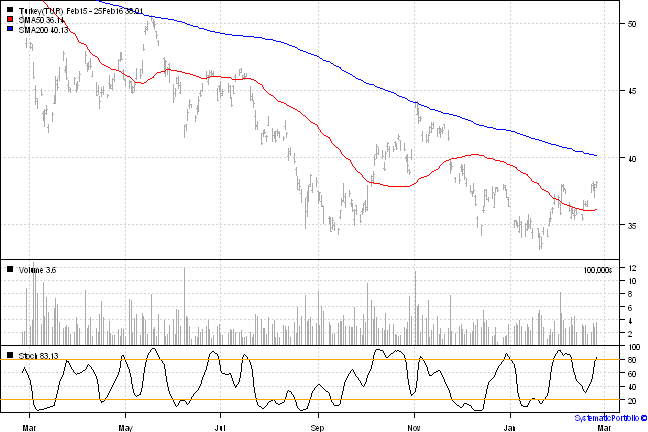 Turkey(TUR) Feb15 - 25Feb16 38.01
SMA50 36.14
SMA200 40.13
50
45
40
35
Volume 3.6
100,000s
12
10
8
6
4
2
Stoch 83.13
100
80
60
40
20
Mar May Jul Sep Nov Jan Mar
SystematicPortfolio ©